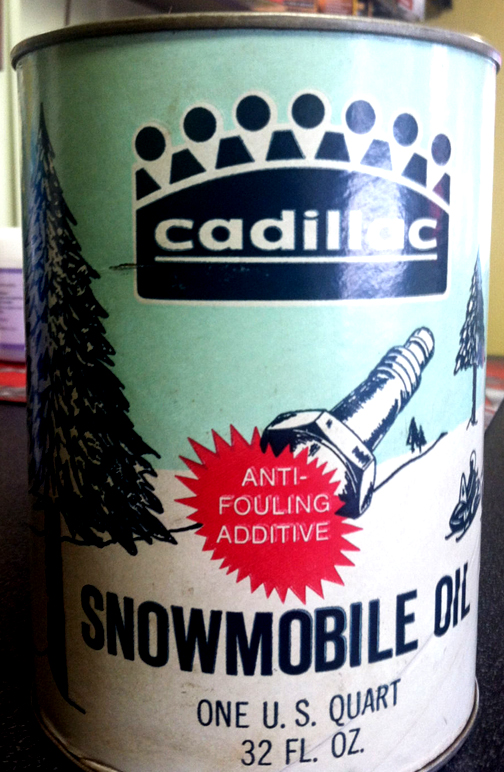 cadillac
ANTI-
FOULING
ADDITIVE
SNOWMOBILE OIL
ONE U. S. QUART
32 FL. OZ.